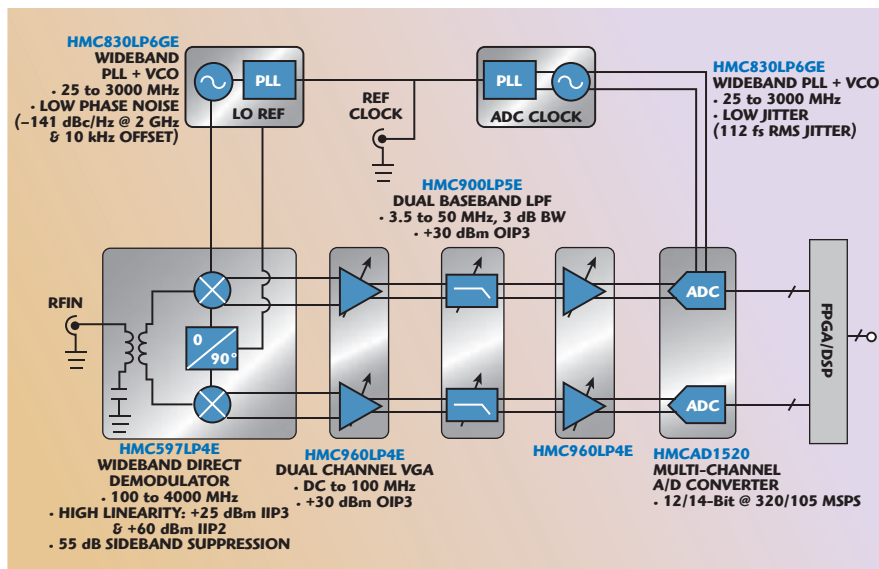 HMC830LP6GE
WIDEBAND
PLL + VCO
• 25 to 3000 MHz
• LOW PHASE NOISE
(–141 dBc/Hz @ 2 GHz
& 10 kHz OFFSET)
PLL
LO REF
REF
CLOCK
PLL
ADC CLOCK
HMC830LP6GE
WIDEBAND PLL + VCO
• 25 to 3000 MHz
• LOW JITTER
(112 fs RMS JITTER)
HMC900LP5E
DUAL BASEBAND LPF
• 3.5 to 50 MHz, 3 dB BW
• +30 dBm OIP3
RFIN
0
90°
ADC
ADC
FPGA/DSP
HMC597LP4E
WIDEBAND DIRECT
DEMODULATOR
• 100 to 4000 MHz
• HIGH LINEARITY: +25 dBm IIP3
& +60 dBm IIP2
• 55 dB SIDEBAND SUPPRESSION
HMC960LP4E
DUAL CHANNEL VGA
• DC to 100 MHz
• +30 dBm OIP3
HMC960LP4E
HMCAD1520
MULTI-CHANNEL
A/D CONVERTER
• 12/14-Bit @ 320/105 MSPS